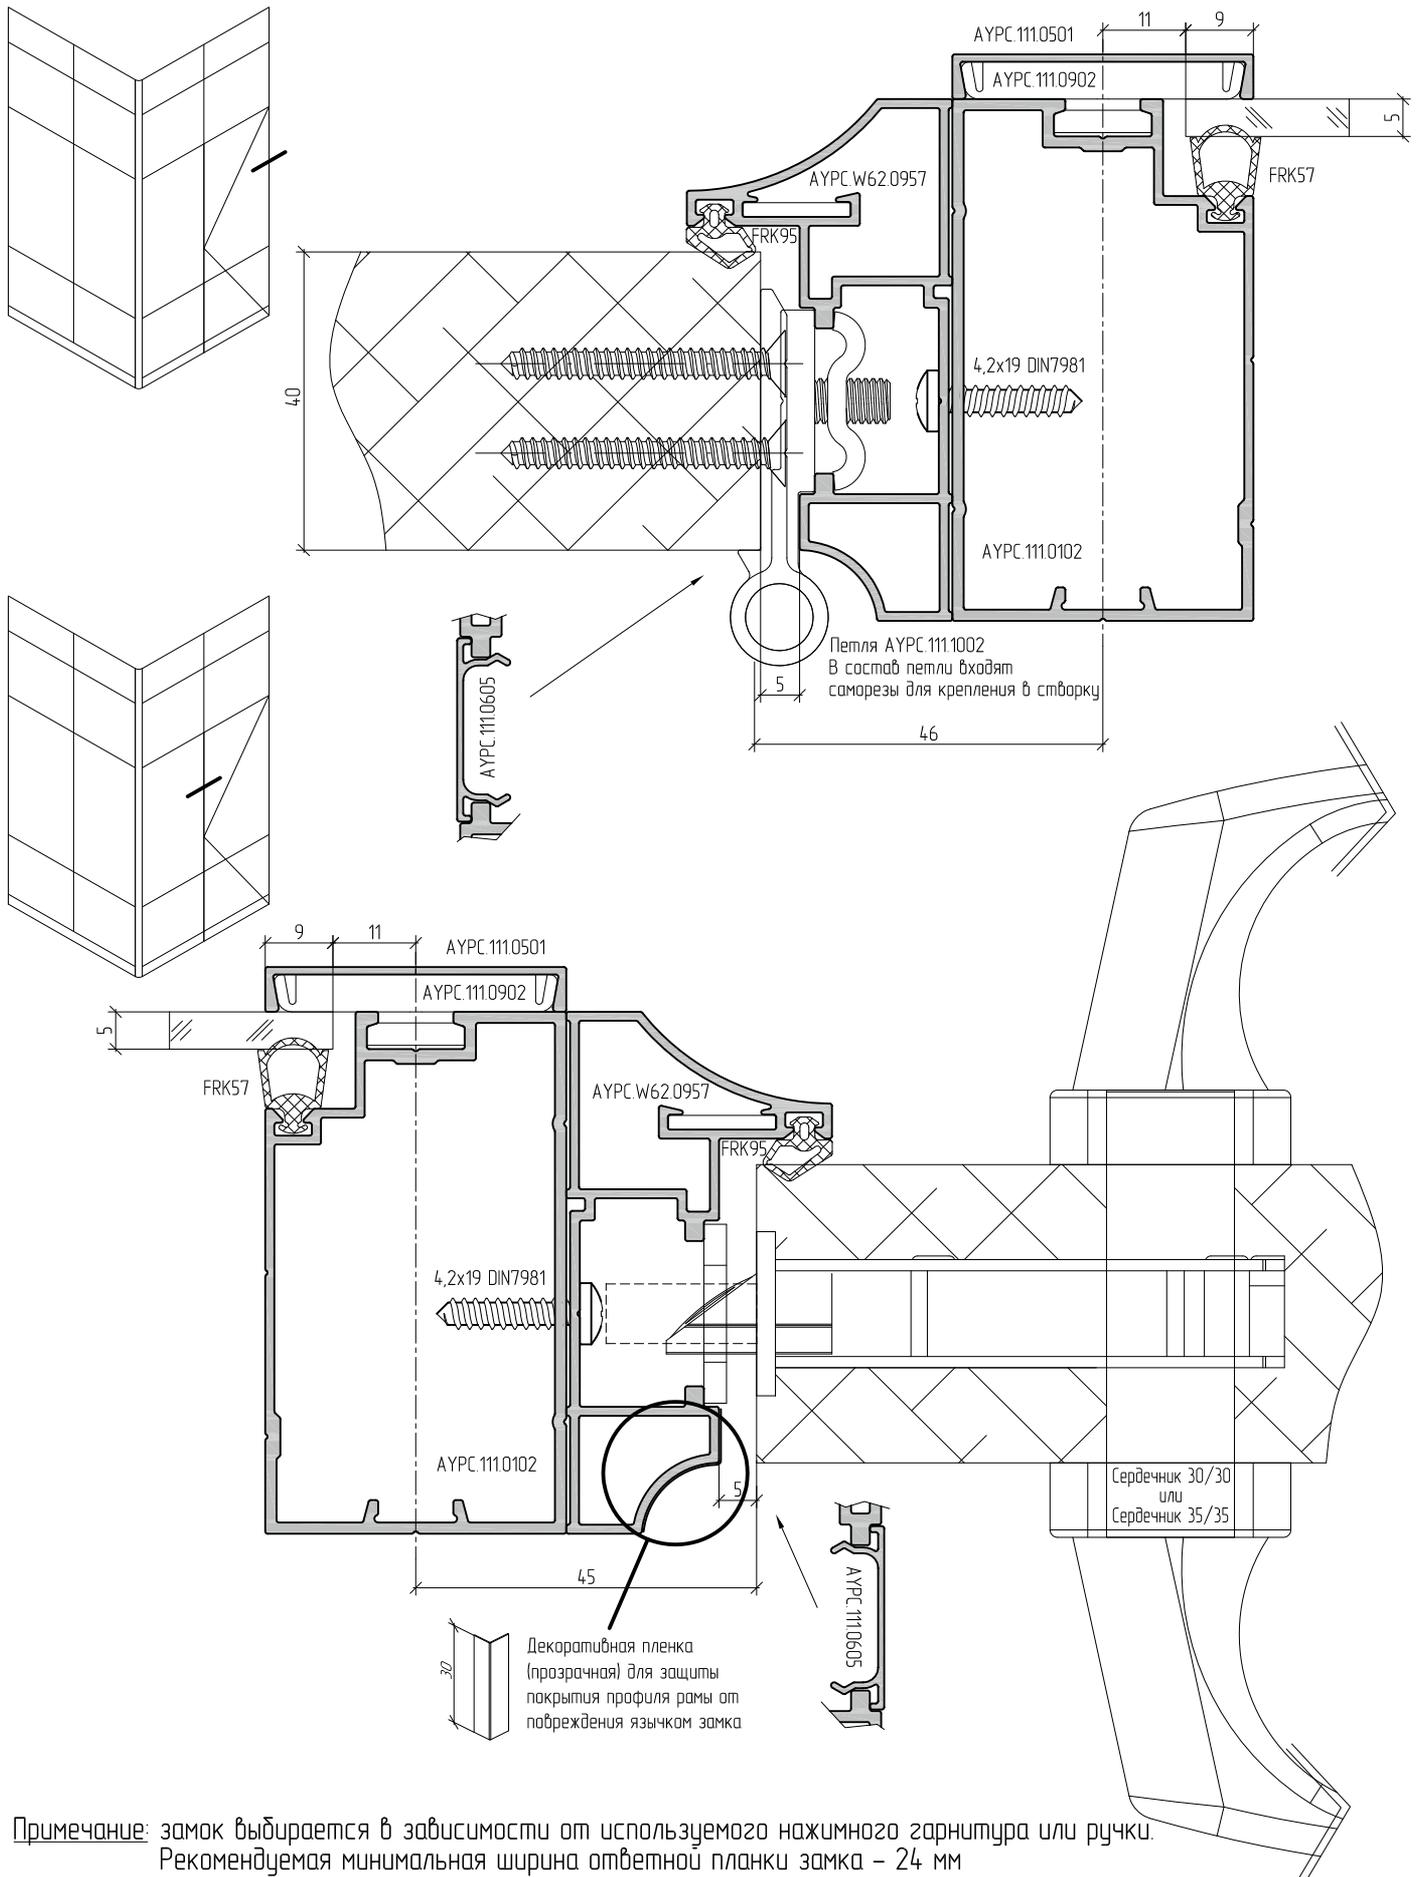 11
9
AYPC.111.0501
AYPC.111.0902
5
AYPC.W62.0957
FRK57
FRK95
40
4,2x19 DIN7981
AYPC.111.0102
Петля AYPC.111.1002
В состав петли входят
саморезы для крепления в створку
AYPC.111.0605
5
46
9
11
AYPC.111.0501
AYPC.111.0902
5
FRK57
AYPC.W62.0957
FRK95
4,2x19 DIN7981
AYPC.111.0102
Сердечник 30/30
или
Сердечник 35/35
5
45
AYPC.111.0605
30
Декоративная пленка
(прозрачная) для защиты
покрытия профиля рамы от
повреждения язычком замка
Примечание: замок выбирается в зависимости от используемого нажимного гарнитура или ручки.
Рекомендуемая минимальная ширина ответной планки замка – 24 мм